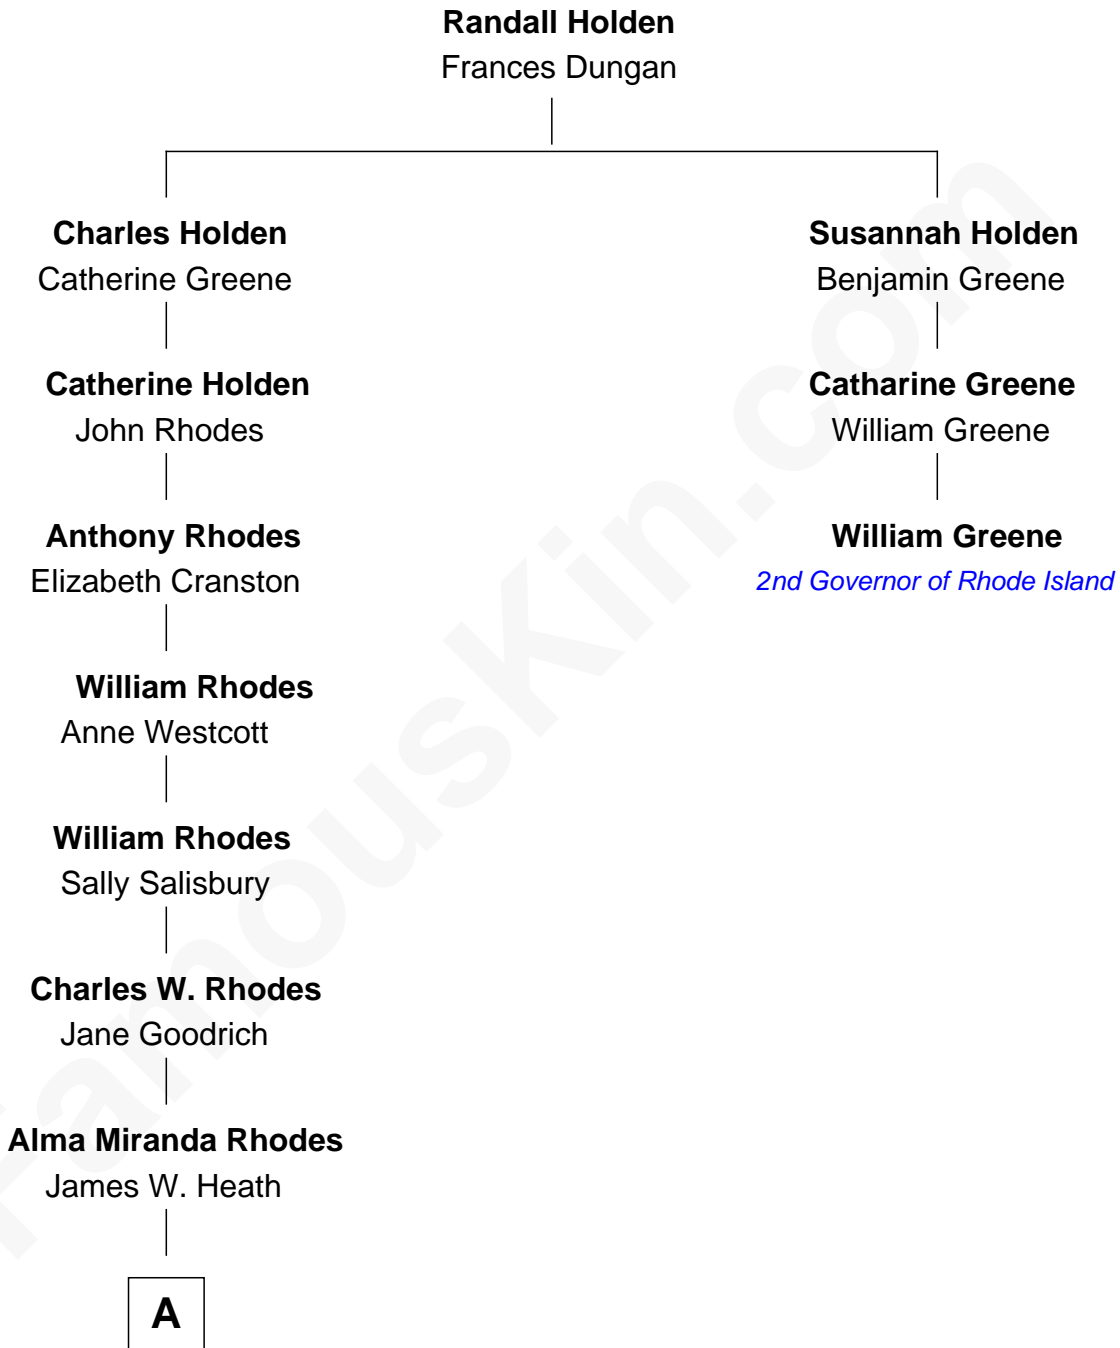 Randall Holden
Frances Dungan
Charles Holden
Catherine Greene
Susannah Holden
Benjamin Greene
Catherine Holden
John Rhodes
Catharine Greene
William Greene
Anthony Rhodes
Elizabeth Cranston
William Greene
2nd Governor of Rhode Island
William Rhodes
Anne Westcott
William Rhodes
Sally Salisbury
Charles W. Rhodes
Jane Goodrich
Alma Miranda Rhodes
James W. Heath
A
FamousKin.com